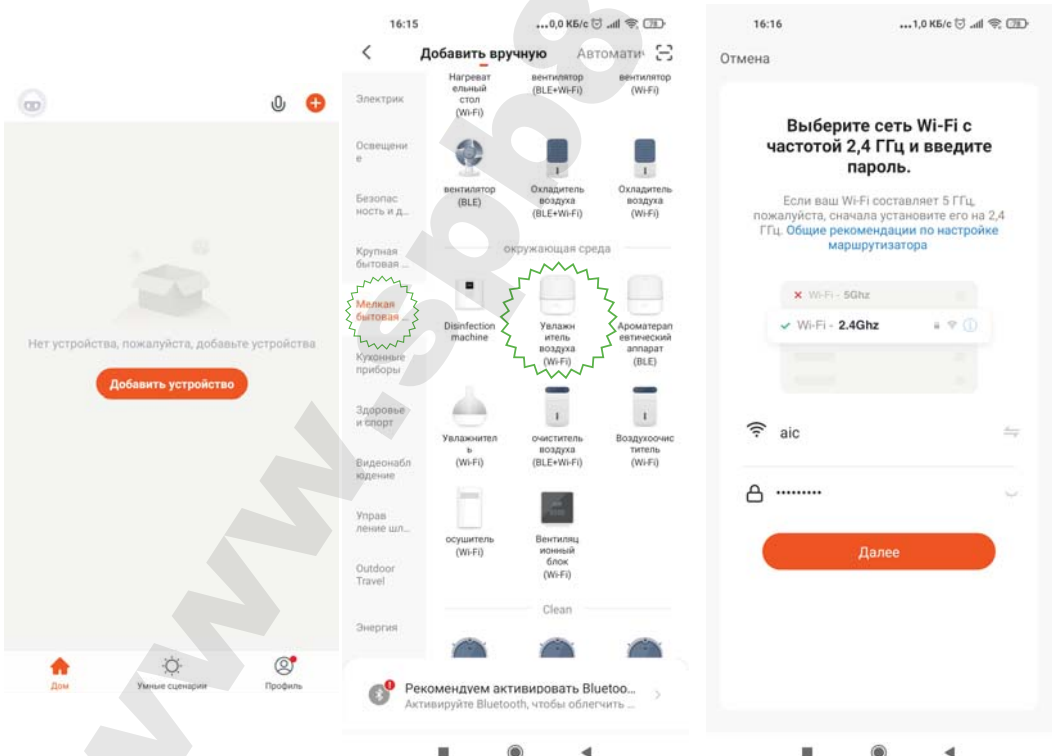 Нет устройства, пожалуйста, добавьте устройства
Добавить устройство
Дом
Умные сценарии
Профиль
16:15
...0,0 КБ/с
78
Добавить вручную
Автомати
Электрик
Освещени
е
Безопас
ность и д...
Крупная
бытовая ...
Мелкая
бытовая ...
Кухонные
приборы
Здоровье
и спорт
Видеонабл
юдение
Управ
ление шл...
Outdoor
Travel
Энергия
Нагреват
ельный
стол
(Wi-Fi)
вентилятор
(BLE+Wi-Fi)
вентилятор
(Wi-Fi)
вентилятор
(BLE)
Охладитель
воздуха
(BLE+Wi-Fi)
Охладитель
воздуха
(Wi-Fi)
окружающая среда
Disinfection
machine
Увлажн
итель
воздуха
(Wi-Fi)
Ароматерап
евтический
аппарат
(BLE)
Увлажнител
ь
(Wi-Fi)
очиститель
воздуха
(BLE+Wi-Fi)
Воздухоочис
титель
(Wi-Fi)
осушитель
(Wi-Fi)
Вентиляц
ионный
блок
(Wi-Fi)
Clean
Рекомендуем активировать Bluetoo...
Активируйте Bluetooth, чтобы облегчить ...
16:16
...1,0 КБ/с
78
Отмена
Выберите сеть Wi-Fi с
частотой 2,4 ГГц и введите
пароль.
Если ваш Wi-Fi составляет 5 ГГц,
пожалуйста, сначала установите его на 2,4
ГГц. Общие рекомендации по настройке
маршрутизатора
Wi-Fi - 5Ghz
Wi-Fi - 2.4Ghz
aic
•••••••••
Далее
www.spb8